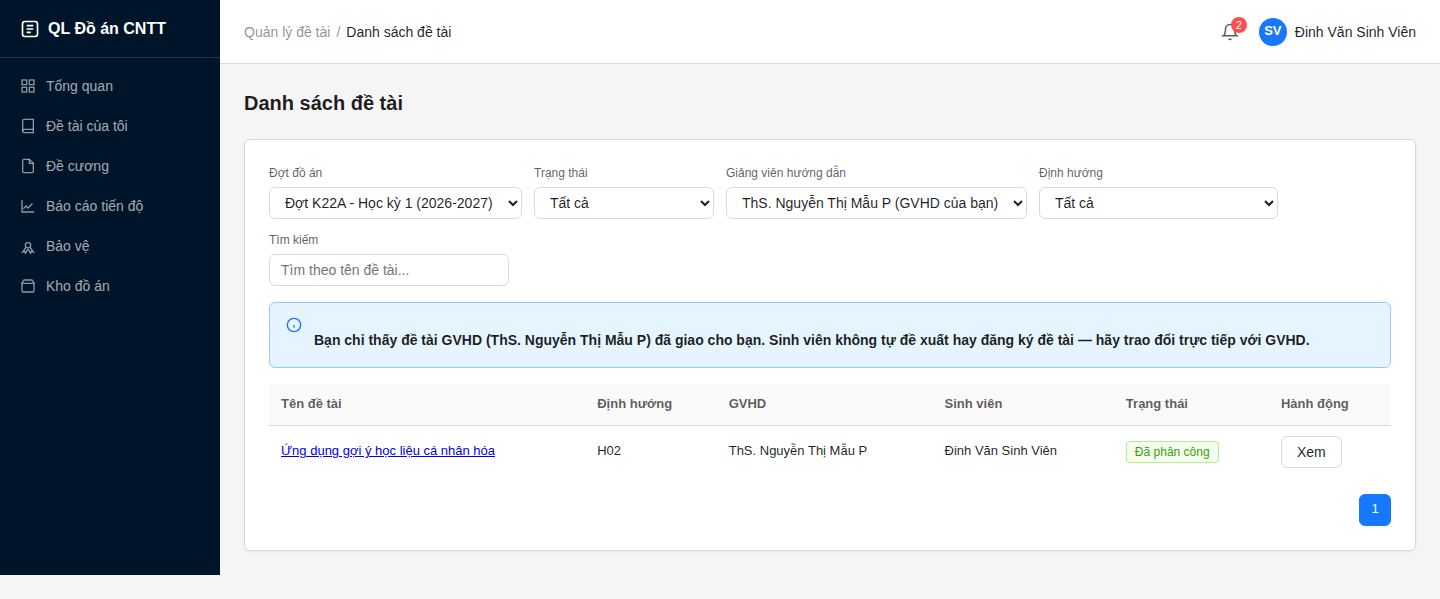 QL Đồ án CNTT
Tổng quan
Đề tài của tôi
Đề cương
Báo cáo tiến độ
Bảo vệ
Kho đồ án
Quản lý đề tài / Danh sách đề tài
2
SV
Đinh Văn Sinh Viên
Danh sách đề tài
Đợt đồ án
Trạng thái
Giảng viên hướng dẫn
Định hướng
Đợt K22A - Học kỳ 1 (2026-2027)
Tất cả
ThS. Nguyễn Thị Mẫu P (GVHD của bạn)
Tất cả
Tìm kiếm
Tìm theo tên đề tài...
Bạn chỉ thấy đề tài GVHD (ThS. Nguyễn Thị Mẫu P) đã giao cho bạn. Sinh viên không tự đề xuất hay đăng ký đề tài — hãy trao đổi trực tiếp với GVHD.
Tên đề tài Định hướng GVHD Sinh viên Trạng thái Hành động
Ứng dụng gợi ý học liệu cá nhân hóa H02 ThS. Nguyễn Thị Mẫu P Đinh Văn Sinh Viên Đã phân công Xem
1